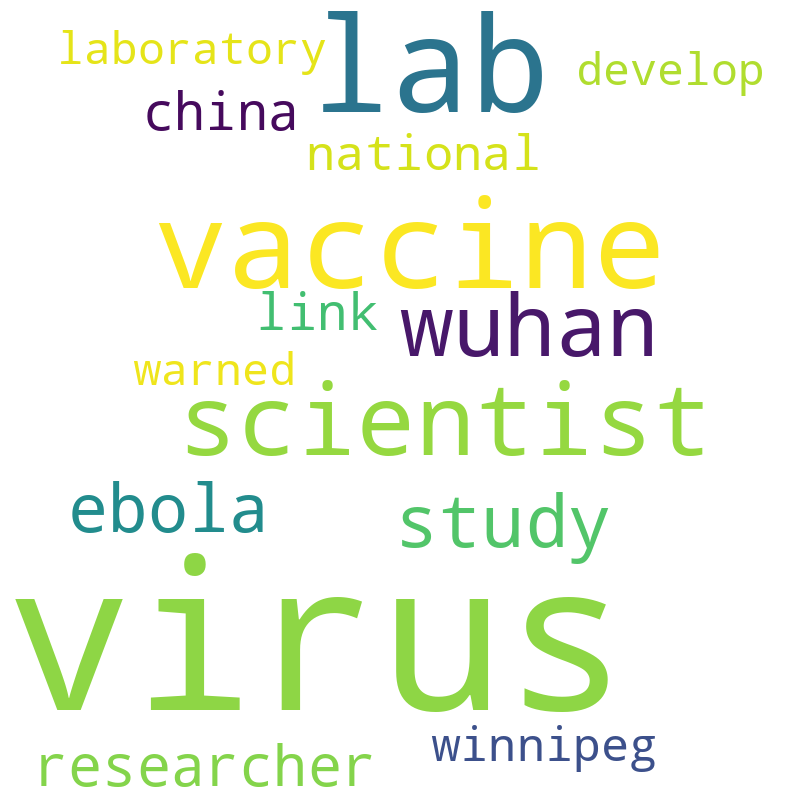 lab
laboratory
develop
china
national
vaccine
link
wuhan
warned
scientist
ebola
study
virus
winnipeg
researcher